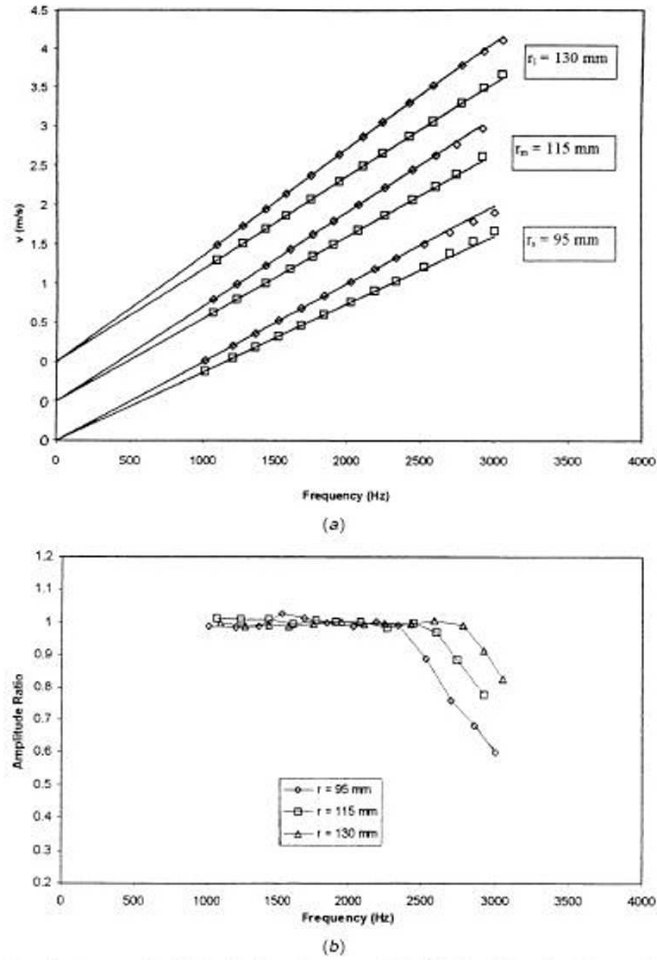 4.5
4
3.5
3
2.5
2
1.5
1
0.5
0
0
0
v (m/s)
r₁ = 130 mm
rₘ = 115 mm
rₛ = 95 mm
0 500 1000 1500 2000 2500 3000 3500 4000
Frequency (Hz)
(a)
1.2
1.1
1
0.9
0.8
0.7
0.6
0.5
0.4
0.3
0.2
Amplitude Ratio
r = 95 mm
r = 115 mm
r = 130 mm
0 500 1000 1500 2000 2500 3000 3500 4000
Frequency (Hz)
(b)